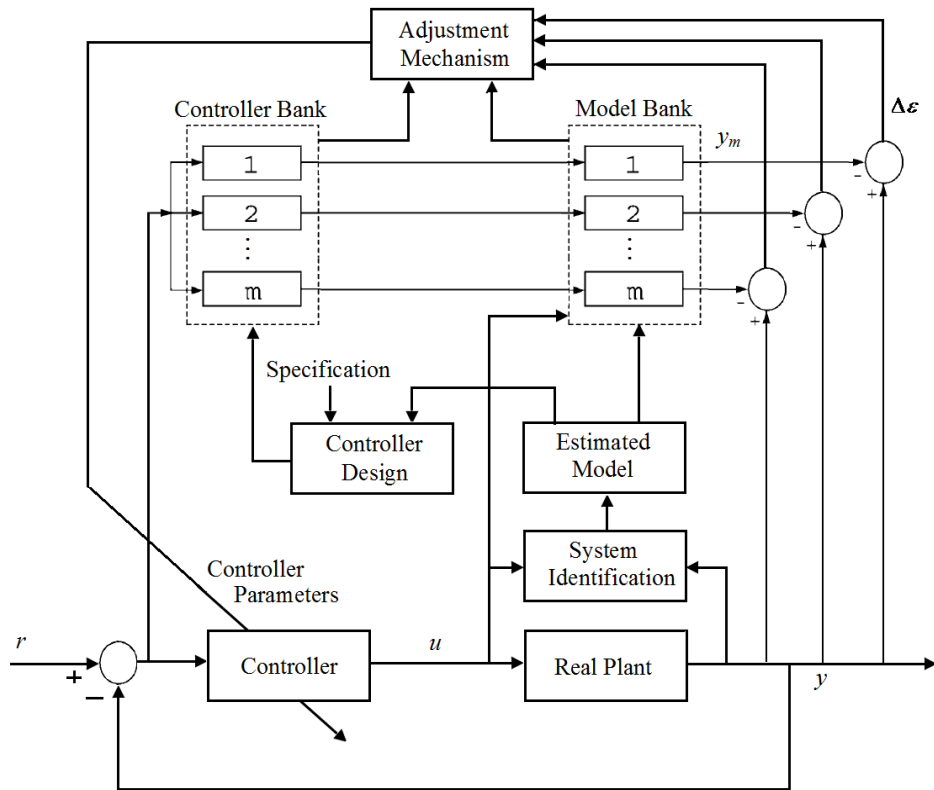 Adjustment
Mechanism
Controller Bank
Model Bank
Δε
yₘ
1
1
-
+
2
2
-
+
⋮
⋮
m
m
-
+
Specification
Controller
Design
Estimated
Model
System
Identification
Controller
Parameters
r
+
−
Controller
u
Real Plant
y